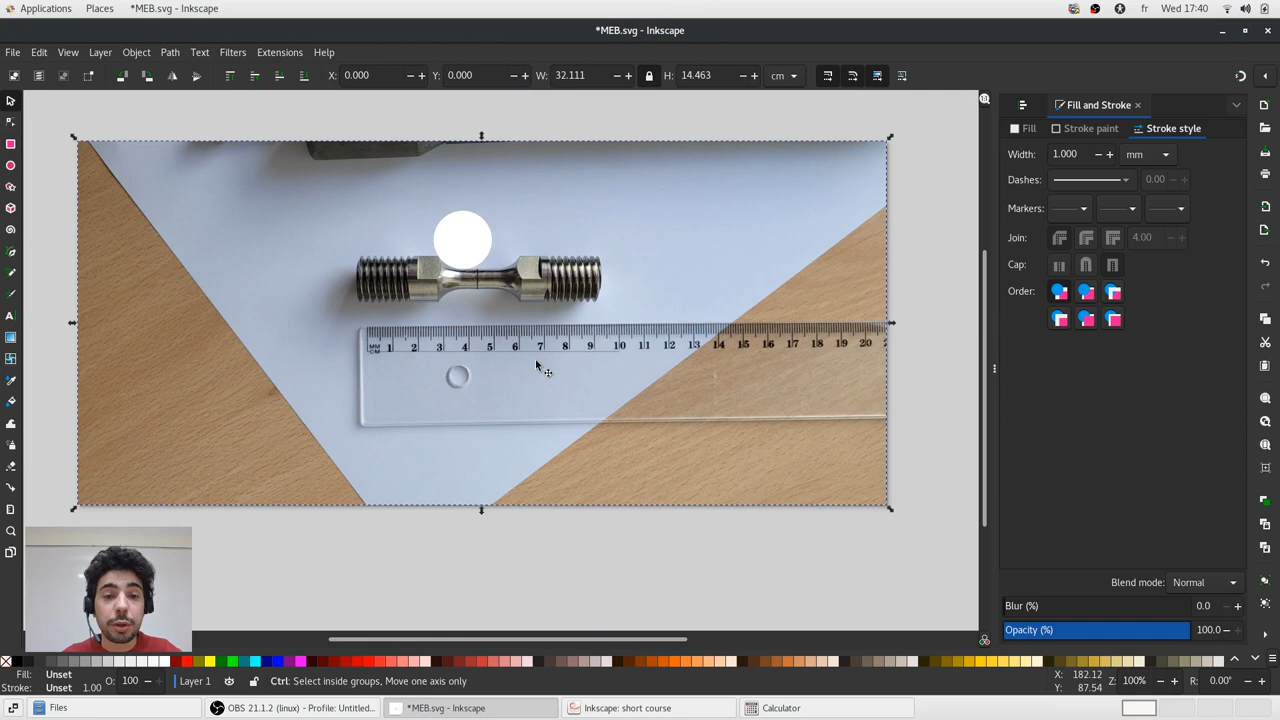 Applications Places *MEB.svg - Inkscape fr Wed 17:40
*MEB.svg - Inkscape
File Edit View Layer Object Path Text Filters Extensions Help
X: 0.000 Y: 0.000 W: 32.111 H: 14.463 cm
Fill and Stroke
Fill Stroke paint Stroke style
Width: 1.000 mm
Dashes: 0.00
Markers:
Join: 4.00
Cap:
Order:
MM 1 2 3 4 5 6 7 8 9 10 11 12 13 14 15 16 17 18 19 20
CM
Blend mode: Normal
Blur (%) 0.0
Opacity (%) 100.0
Fill: Unset
Stroke: Unset 1.00
O: 100
Layer 1
Ctrl: Select inside groups, Move one axis only
X: 182.12
Y: 87.54
Z: 100%
R: 0.00°
Files
OBS 21.1.2 (linux) - Profile: Untitled...
*MEB.svg - Inkscape
Inkscape: short course
Calculator